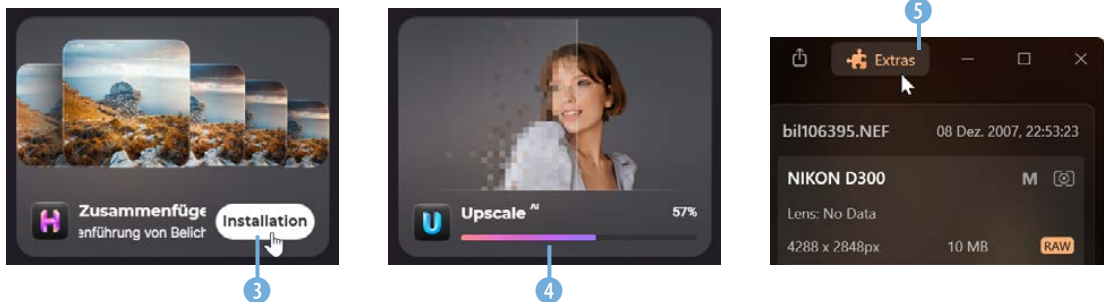 5
Extras
bil106395.NEF 08 Dez. 2007, 22:53:23
NIKON D300 M
Lens: No Data
4288 x 2848px 10 MB RAW
H Zusammenfüge
enführung von Belich
Installation
U Upscale AI 57%
3
4